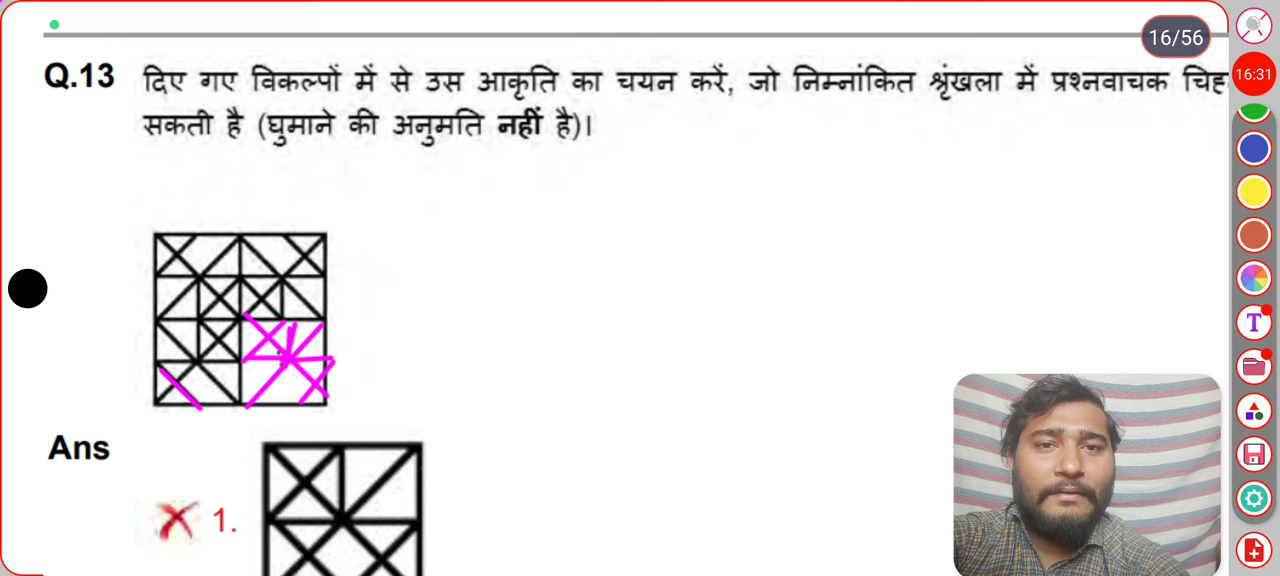 16/56
16:31
Q.13 दिए गए विकल्पों में से उस आकृति का चयन करें, जो निम्नांकित श्रृंखला में प्रश्नवाचक
सकती है (घुमाने की अनुमति नहीं है)।
Ans
1.
T